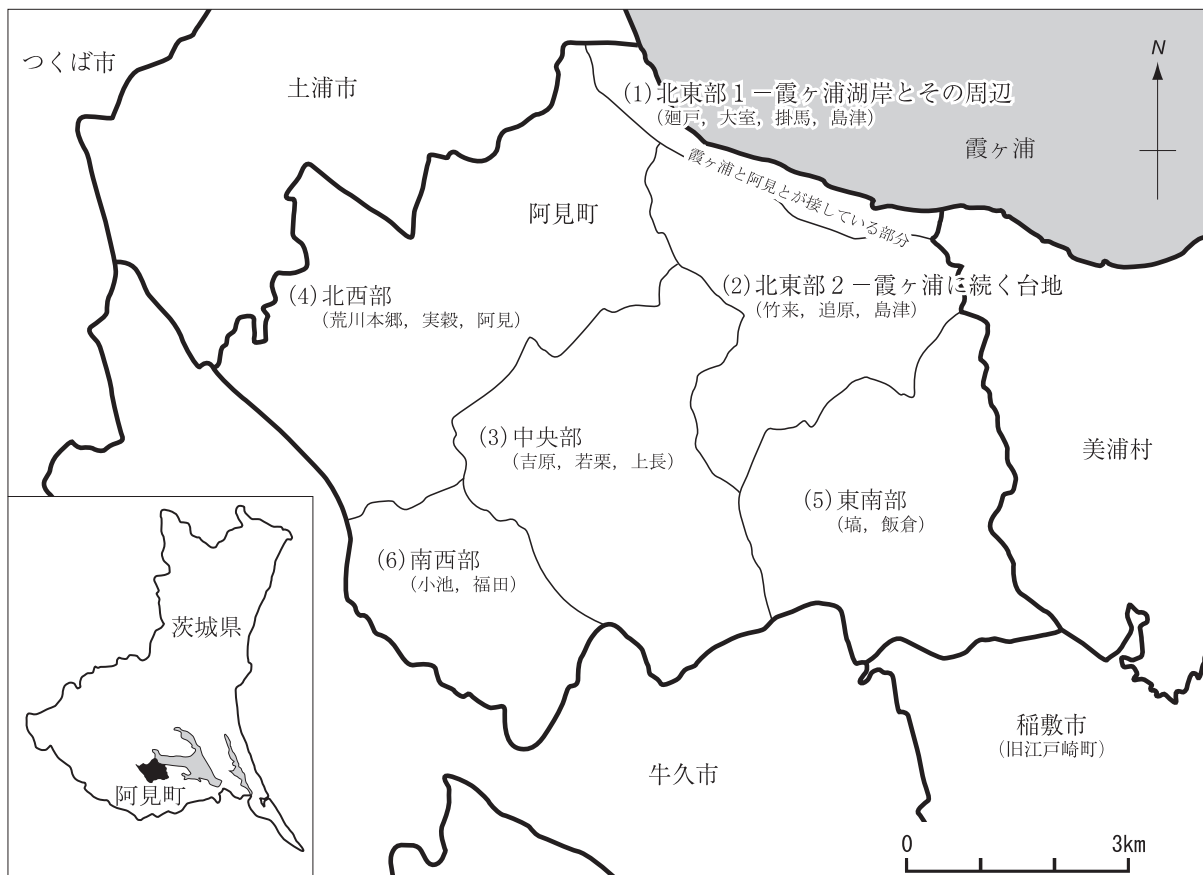 つくば市
土浦市
N
(1)北東部1－霞ヶ浦湖岸とその周辺
(廻戸，大室，掛馬，島津)
霞ヶ浦
霞ヶ浦と阿見とが接している部分
阿見町
(2)北東部2－霞ヶ浦に続く台地
(竹来，追原，島津)
(4)北西部
(荒川本郷，実穀，阿見)
(3)中央部
(吉原，若栗，上長)
美浦村
(5)東南部
(塙，飯倉)
(6)南西部
(小池，福田)
茨城県
阿見町
稲敷市
(旧江戸崎町)
牛久市
0 3km